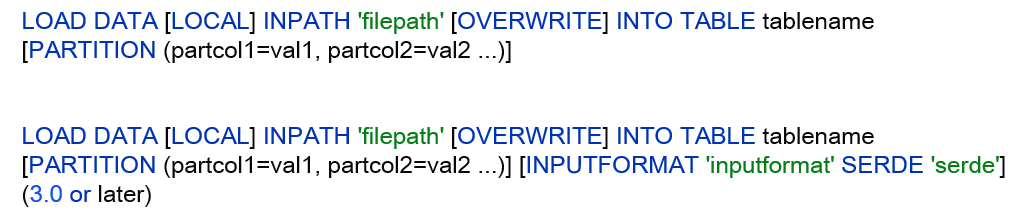 LOAD DATA [LOCAL] INPATH 'filepath' [OVERWRITE] INTO TABLE tablename
[PARTITION (partcol1=val1, partcol2=val2 ...)]
LOAD DATA [LOCAL] INPATH 'filepath' [OVERWRITE] INTO TABLE tablename
[PARTITION (partcol1=val1, partcol2=val2 ...)] [INPUTFORMAT 'inputformat' SERDE 'serde']
(3.0 or later)